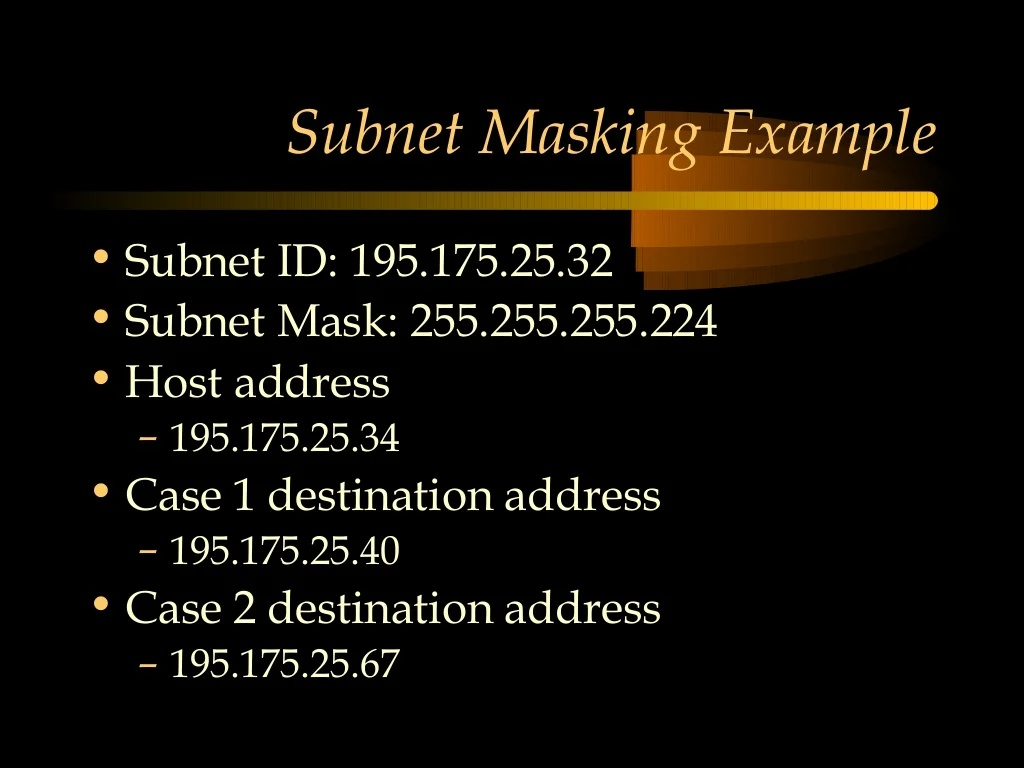 Subnet Masking Example
• Subnet ID: 195.175.25.32
• Subnet Mask: 255.255.255.224
• Host address
– 195.175.25.34
• Case 1 destination address
– 195.175.25.40
• Case 2 destination address
– 195.175.25.67